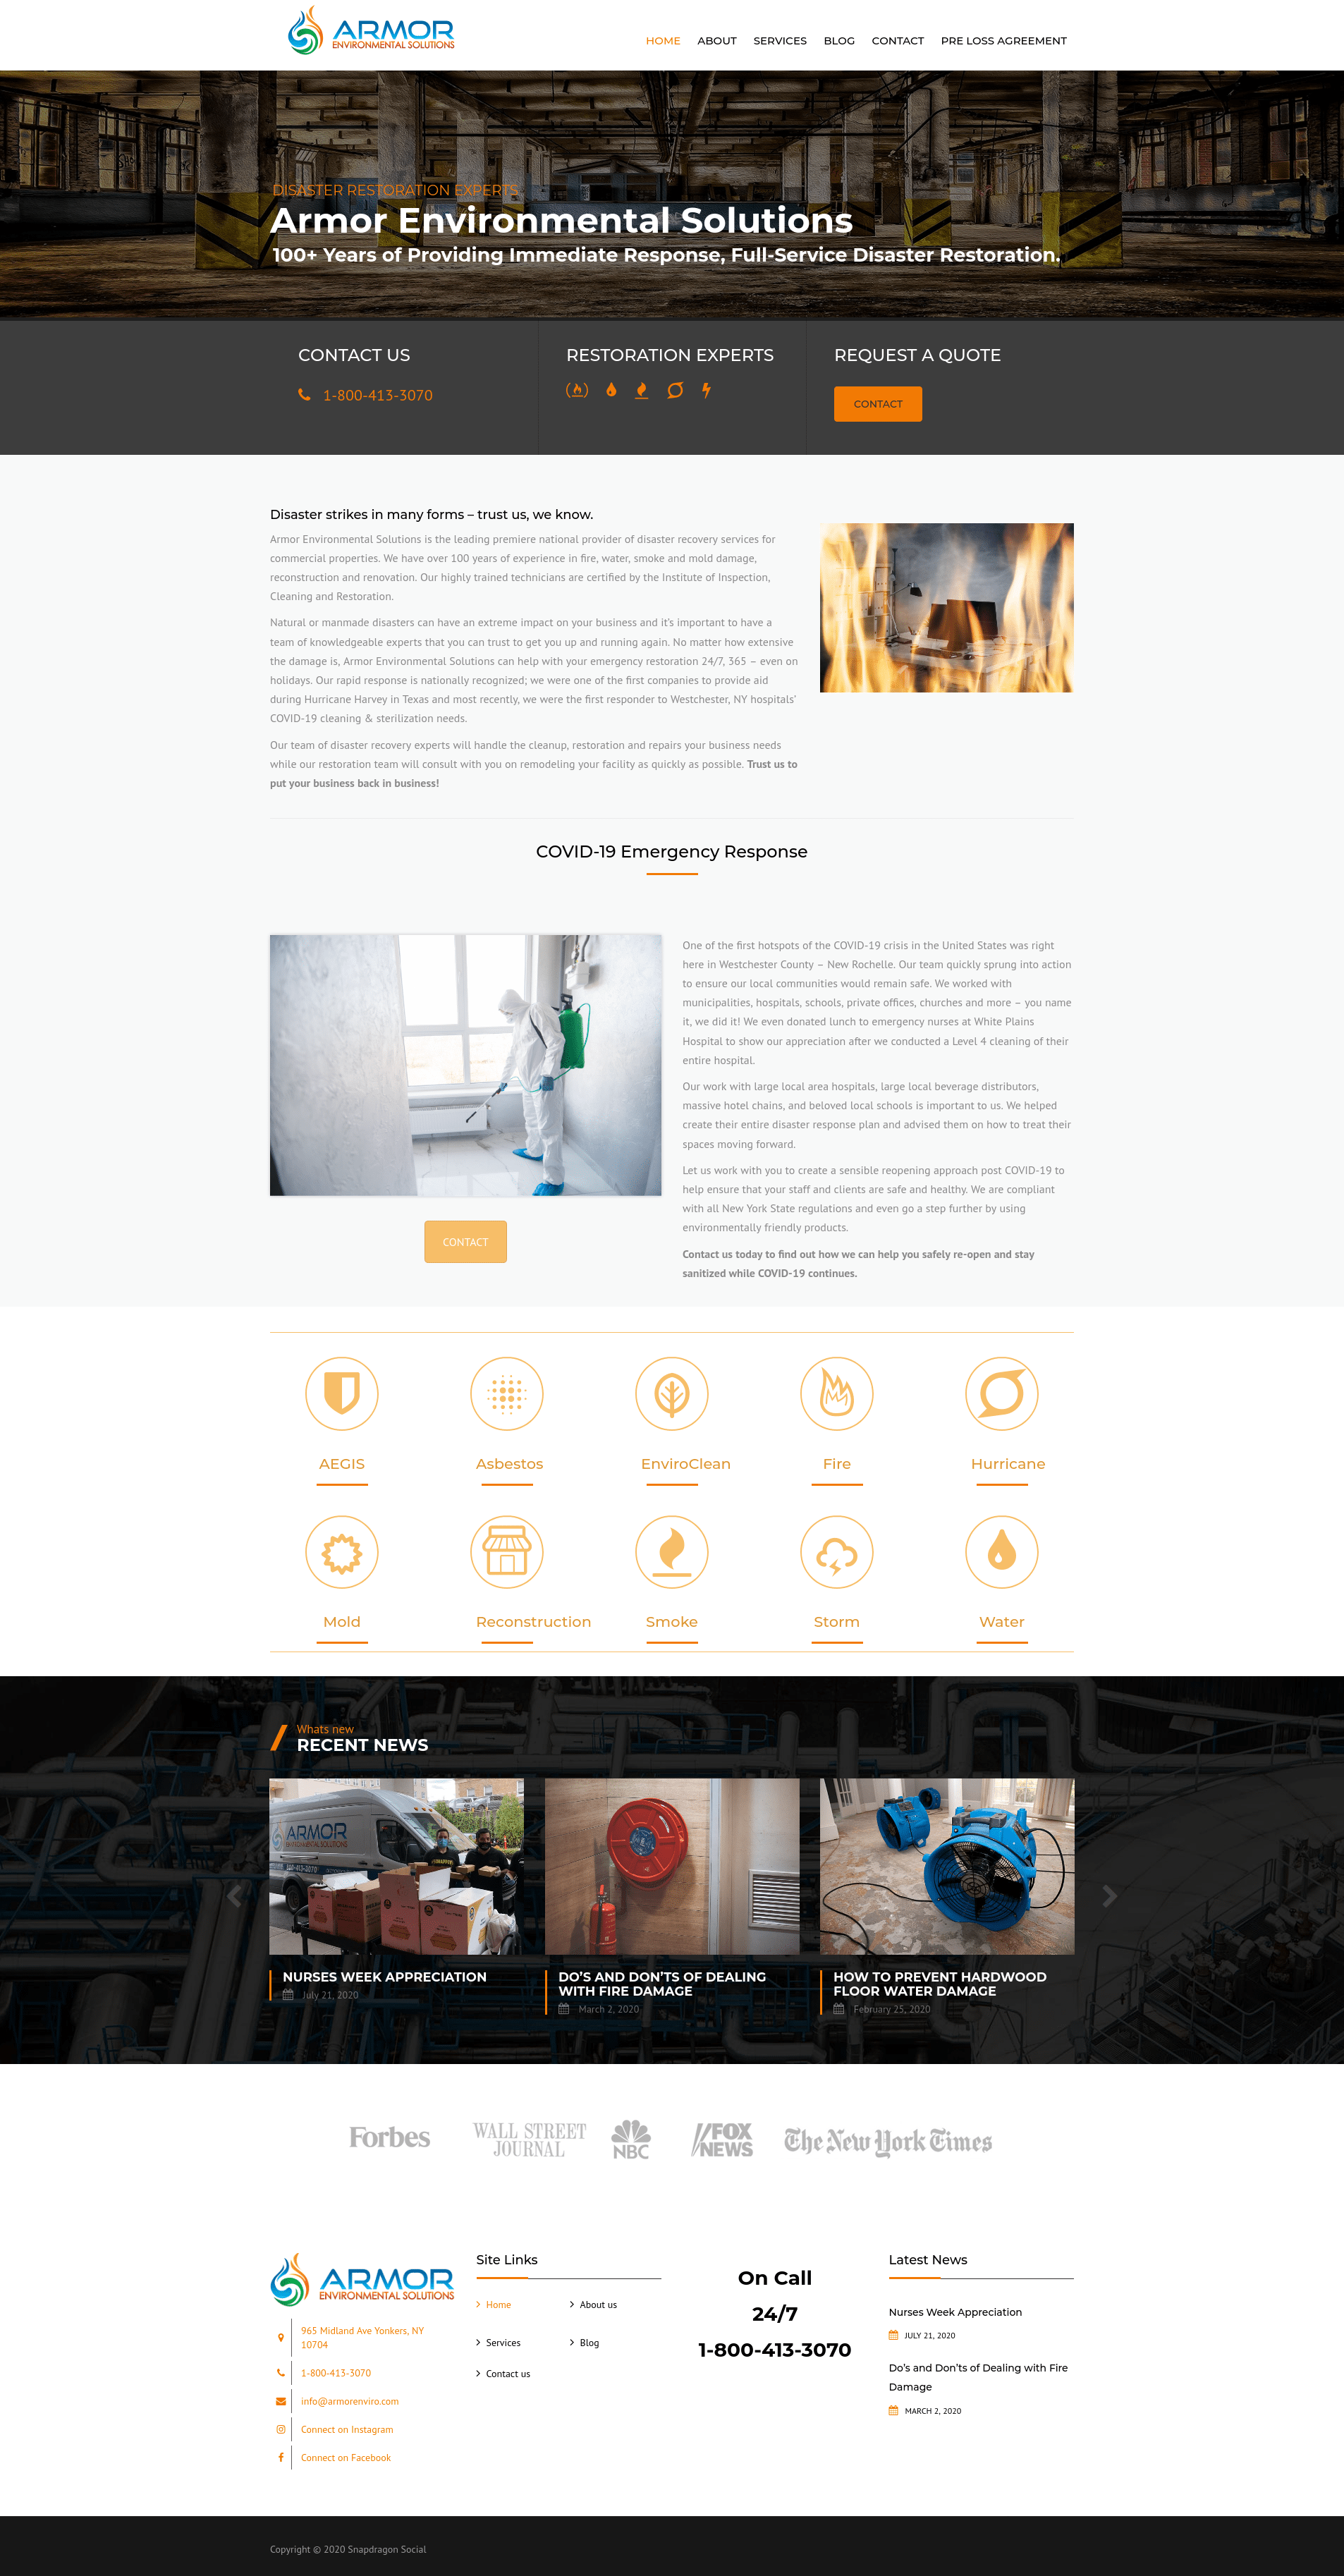 ARMOR
ENVIRONMENTAL SOLUTIONS
HOME ABOUT SERVICES BLOG CONTACT PRE LOSS AGREEMENT
DISASTER RESTORATION EXPERTS
Armor Environmental Solutions
100+ Years of Providing Immediate Response, Full-Service Disaster Restoration.
CONTACT US
1-800-413-3070
RESTORATION EXPERTS
REQUEST A QUOTE
CONTACT
Disaster strikes in many forms – trust us, we know.
Armor Environmental Solutions is the leading premiere national provider of disaster recovery services for
commercial properties. We have over 100 years of experience in fire, water, smoke and mold damage,
reconstruction and renovation. Our highly trained technicians are certified by the Institute of Inspection,
Cleaning and Restoration.
Natural or manmade disasters can have an extreme impact on your business and it's important to have a
team of knowledgeable experts that you can trust to get you up and running again. No matter how extensive
the damage is, Armor Environmental Solutions can help with your emergency restoration 24/7, 365 – even on
holidays. Our rapid response is nationally recognized; we were one of the first companies to provide aid
during Hurricane Harvey in Texas and most recently, we were the first responder to Westchester, NY hospitals'
COVID-19 cleaning & sterilization needs.
Our team of disaster recovery experts will handle the cleanup, restoration and repairs your business needs
while our restoration team will consult with you on remodeling your facility as quickly as possible. Trust us to
put your business back in business!
COVID-19 Emergency Response
One of the first hotspots of the COVID-19 crisis in the United States was right
here in Westchester County – New Rochelle. Our team quickly sprung into action
to ensure our local communities would remain safe. We worked with
municipalities, hospitals, schools, private offices, churches and more – you name
it, we did it! We even donated lunch to emergency nurses at White Plains
Hospital to show our appreciation after we conducted a Level 4 cleaning of their
entire hospital.
Our work with large local area hospitals, large local beverage distributors,
massive hotel chains, and beloved local schools is important to us. We helped
create their entire disaster response plan and advised them on how to treat their
spaces moving forward.
Let us work with you to create a sensible reopening approach post COVID-19 to
help ensure that your staff and clients are safe and healthy. We are compliant
with all New York State regulations and even go a step further by using
environmentally friendly products.
Contact us today to find out how we can help you safely re-open and stay
sanitized while COVID-19 continues.
CONTACT
AEGIS
Asbestos
EnviroClean
Fire
Hurricane
Mold
Reconstruction
Smoke
Storm
Water
Whats new
RECENT NEWS
ARMOR
ENVIRONMENTAL SOLUTIONS
NURSES WEEK APPRECIATION
July 21, 2020
DO'S AND DON'TS OF DEALING
WITH FIRE DAMAGE
March 2, 2020
HOW TO PREVENT HARDWOOD
FLOOR WATER DAMAGE
February 25, 2020
Forbes
WALL STREET
JOURNAL
NBC
FOX
NEWS
The New York Times
ARMOR
ENVIRONMENTAL SOLUTIONS
965 Midland Ave Yonkers, NY
10704
1-800-413-3070
info@armorenviro.com
Connect on Instagram
Connect on Facebook
Site Links
Home
About us
Services
Blog
Contact us
On Call
24/7
1-800-413-3070
Latest News
Nurses Week Appreciation
JULY 21, 2020
Do's and Don'ts of Dealing with Fire
Damage
MARCH 2, 2020
Copyright © 2020 Snapdragon Social